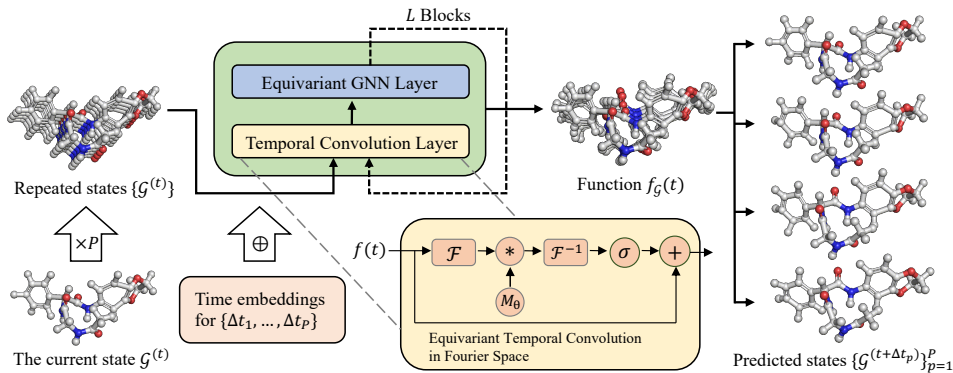 L Blocks
Equivariant GNN Layer
Temporal Convolution Layer
Repeated states {𝒢^(t)}
Function f_𝒢(t)
×P
⊕
f(t)
ℱ
*
ℱ^−1
σ
+
M_θ
Time embeddings
for {Δt_1, … , Δt_P}
Equivariant Temporal Convolution
in Fourier Space
The current state 𝒢^(t)
Predicted states {𝒢^(t+Δt_p)}_{p=1}^P